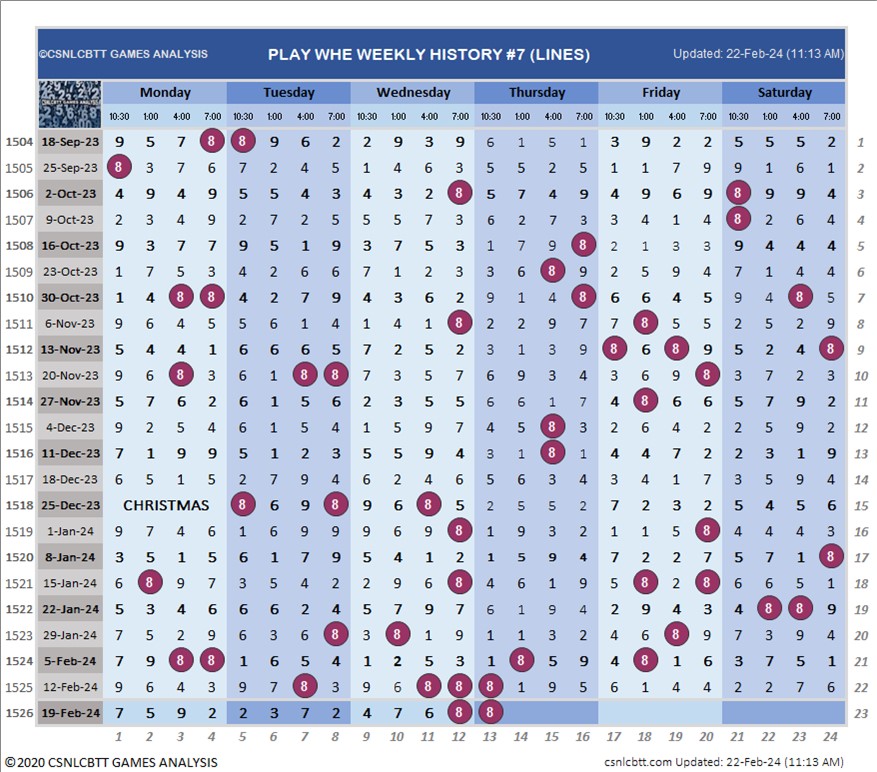 ©CSNLCBTT GAMES ANALYSIS PLAY WHE WEEKLY HISTORY #7 (LINES) Updated: 22-Feb-24 (11:13 AM)
Monday Tuesday Wednesday Thursday Friday Saturday
10:30 1:00 4:00 7:00 10:30 1:00 4:00 7:00 10:30 1:00 4:00 7:00 10:30 1:00 4:00 7:00 10:30 1:00 4:00 7:00 10:30 1:00 4:00 7:00
1504 18-Sep-23 9 5 7 8 8 9 6 2 2 9 3 9 6 1 5 1 3 9 2 2 5 5 5 2 1
1505 25-Sep-23 8 3 7 6 7 2 4 5 1 4 6 3 5 5 2 5 1 1 7 9 9 1 6 1 2
1506 2-Oct-23 4 9 4 9 5 5 4 3 4 3 2 8 5 7 4 9 4 9 6 9 8 9 9 4 3
1507 9-Oct-23 2 3 4 9 2 7 2 5 5 5 7 3 6 2 7 3 3 4 1 4 8 2 6 4 4
1508 16-Oct-23 9 3 7 7 9 5 1 9 3 7 5 3 1 7 9 8 2 1 3 3 9 4 4 4 5
1509 23-Oct-23 1 7 5 3 4 2 6 6 7 1 2 3 3 6 8 9 2 5 9 4 7 1 4 4 6
1510 30-Oct-23 1 4 8 8 4 2 7 9 4 3 6 2 9 1 4 8 6 6 4 5 9 4 8 5 7
1511 6-Nov-23 9 6 4 5 5 6 1 4 1 4 1 8 2 2 9 7 7 8 5 5 2 5 2 9 8
1512 13-Nov-23 5 4 4 1 6 6 6 5 7 2 5 2 3 1 3 9 8 6 8 9 5 2 4 8 9
1513 20-Nov-23 9 6 8 3 6 1 8 8 7 3 5 7 6 9 3 4 3 6 9 8 3 7 2 3 10
1514 27-Nov-23 5 7 6 2 6 1 5 6 2 3 5 5 6 6 1 7 4 8 6 6 5 7 9 2 11
1515 4-Dec-23 9 2 5 4 6 1 5 4 1 5 9 7 5 4 8 3 2 6 4 2 2 5 9 2 12
1516 11-Dec-23 7 1 9 9 5 1 2 3 5 5 9 4 3 1 8 1 4 4 7 2 2 3 1 9 13
1517 18-Dec-23 6 5 1 5 2 7 9 4 6 2 4 2 5 6 3 4 3 4 1 7 3 5 9 4 14
1518 25-Dec-23 CHRISTMAS 8 6 9 8 9 6 8 5 2 5 5 2 7 2 3 2 5 4 5 6 15
1519 1-Jan-24 9 7 4 6 1 6 9 9 9 6 9 8 1 9 3 2 1 1 5 8 4 4 4 3 16
1520 8-Jan-24 3 5 1 5 6 1 7 9 5 4 1 2 1 5 9 4 7 2 2 7 5 7 1 8 17
1521 15-Jan-24 6 8 9 7 3 5 4 2 2 9 6 8 4 6 1 9 5 8 2 8 6 6 5 1 18
1522 22-Jan-24 5 3 4 6 6 6 2 4 5 7 9 7 6 1 9 4 2 9 4 3 4 8 8 9 19
1523 29-Jan-24 7 5 2 9 6 3 6 8 3 8 1 9 1 1 3 2 4 6 8 9 7 3 9 4 20
1524 5-Feb-24 7 9 8 8 1 6 5 4 1 2 5 3 1 8 5 9 4 8 1 6 3 7 5 1 21
1525 12-Feb-24 9 6 4 3 9 7 8 3 9 6 8 8 8 1 9 5 6 1 4 4 2 2 7 6 22
1526 19-Feb-24 7 5 9 2 2 3 7 2 4 7 6 8 8 23
1 2 3 4 5 6 7 8 9 10 11 12 13 14 15 16 17 18 19 20 21 22 23 24
©2020 CSNLCBTT GAMES ANALYSIS csnlcbtt.com Updated: 22-Feb-24 (11:13 AM)